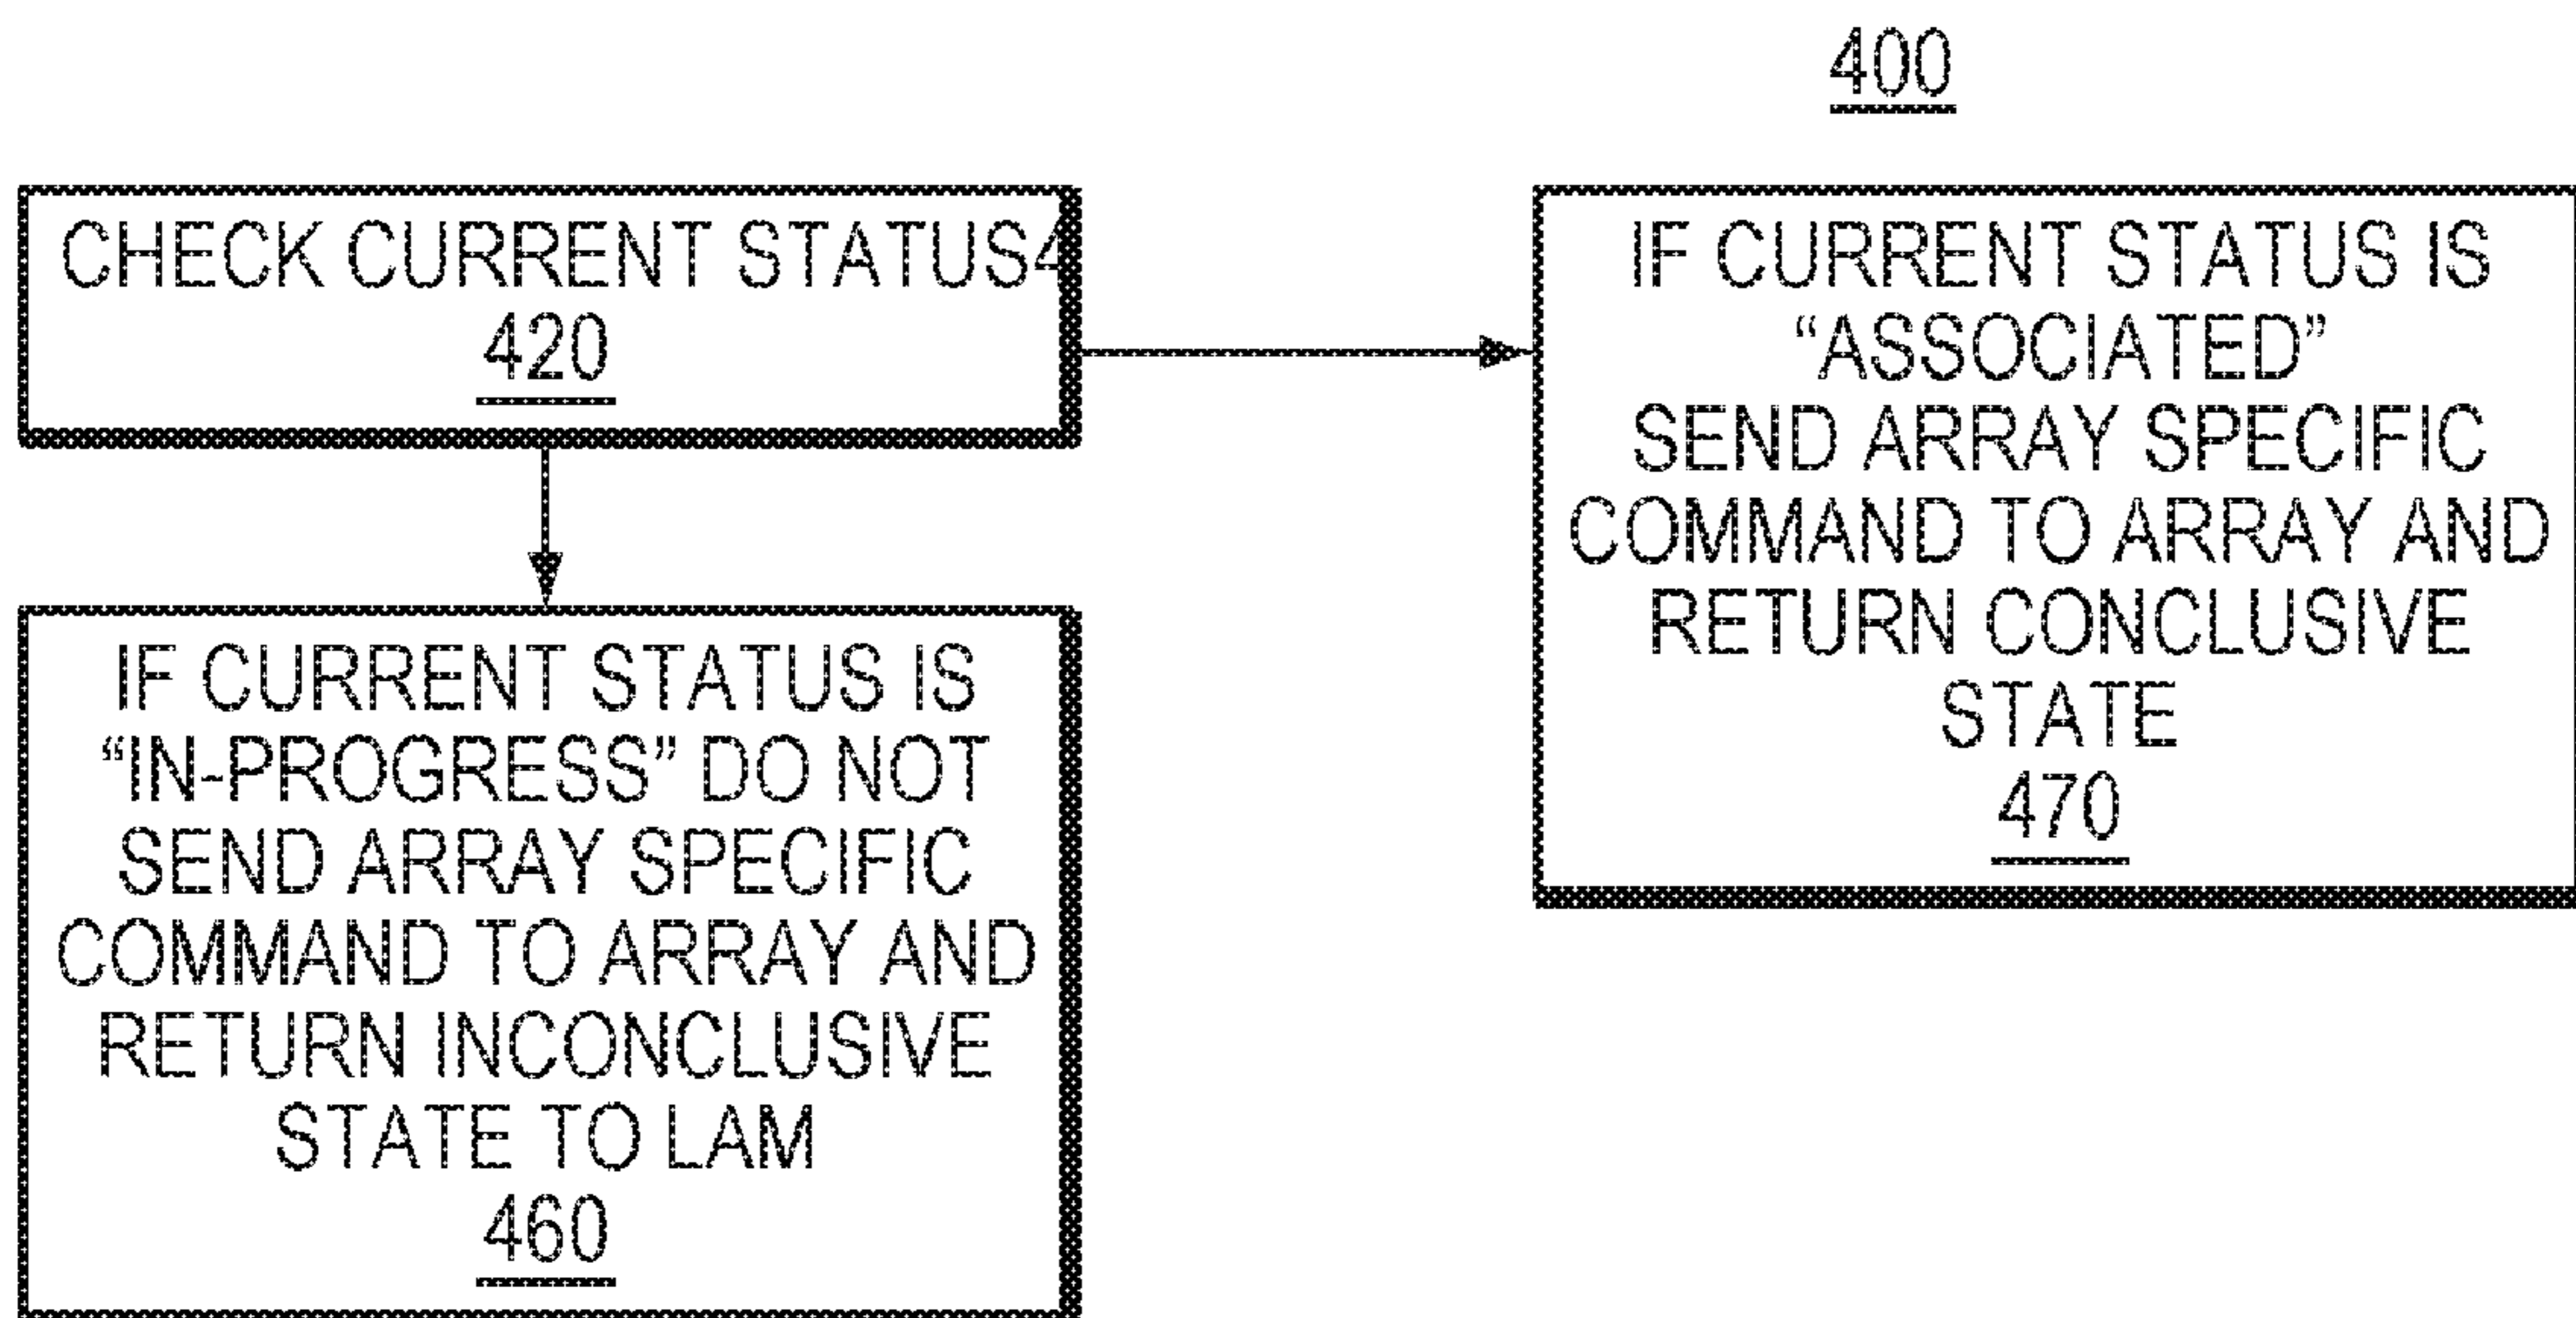 400
CHECK CURRENT STATUS4
420
IF CURRENT STATUS IS
“ASSOCIATED”
SEND ARRAY SPECIFIC
COMMAND TO ARRAY AND
RETURN CONCLUSIVE
STATE
470
IF CURRENT STATUS IS
“IN-PROGRESS” DO NOT
SEND ARRAY SPECIFIC
COMMAND TO ARRAY AND
RETURN INCONCLUSIVE
STATE TO LAM
460